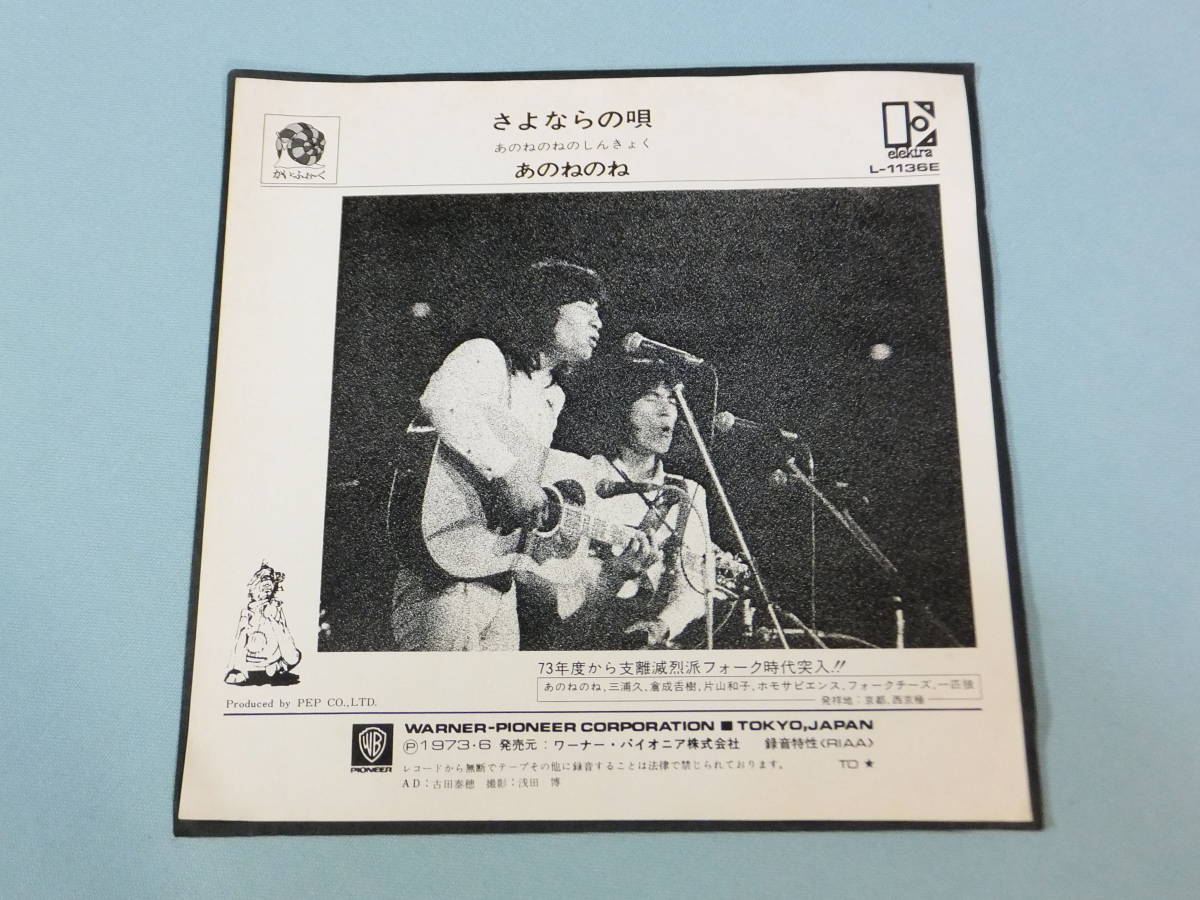 さよならの唄
あのねのねのしんきょく
あのねのね
elektra
L-1136E
73年度から支離滅烈派フォーク時代突入!!
あのねのね,三浦久,倉成舌樹,片山和子,ホモサピエンス,フォークチーズ,一匹狼
発祥地:京都,西京極
Produced by PEP CO.,LTD.
WB PIONEER
WARNER-PIONEER CORPORATION ■ TOKYO,JAPAN
Ⓟ1973・6 発売元:ワーナー・パイオニア株式会社 録音特性〈RIAA〉
レコードから無断でテープその他に録音することは法律で禁じられております。 TO ★
AD:古田泰穂 撮影:浅田 博